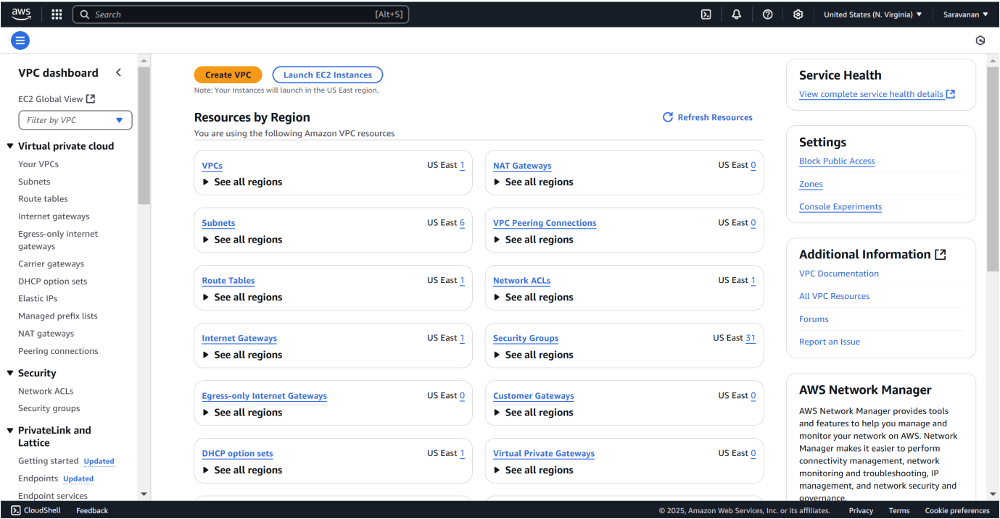 aws
Search [Alt+S]
United States (N. Virginia) ▼
Saravanan ▼
VPC dashboard
EC2 Global View
Filter by VPC
Virtual private cloud
Your VPCs
Subnets
Route tables
Internet gateways
Egress-only internet
gateways
Carrier gateways
DHCP option sets
Elastic IPs
Managed prefix lists
NAT gateways
Peering connections
Security
Network ACLs
Security groups
PrivateLink and
Lattice
Getting started Updated
Endpoints Updated
Endpoint services
Create VPC
Launch EC2 Instances
Note: Your Instances will launch in the US East region.
Resources by Region
Refresh Resources
You are using the following Amazon VPC resources
VPCs US East 1
See all regions
NAT Gateways US East 0
See all regions
Subnets US East 6
See all regions
VPC Peering Connections US East 0
See all regions
Route Tables US East 1
See all regions
Network ACLs US East 1
See all regions
Internet Gateways US East 1
See all regions
Security Groups US East 31
See all regions
Egress-only Internet Gateways US East 0
See all regions
Customer Gateways US East 0
See all regions
DHCP option sets US East 1
See all regions
Virtual Private Gateways US East 0
See all regions
Service Health
View complete service health details
Settings
Block Public Access
Zones
Console Experiments
Additional Information
VPC Documentation
All VPC Resources
Forums
Report an Issue
AWS Network Manager
AWS Network Manager provides tools
and features to help you manage and
monitor your network on AWS. Network
Manager makes it easier to perform
connectivity management, network
monitoring and troubleshooting, IP
management, and network security and
governance.
CloudShell
Feedback
© 2025, Amazon Web Services, Inc. or its affiliates.
Privacy
Terms
Cookie preferences